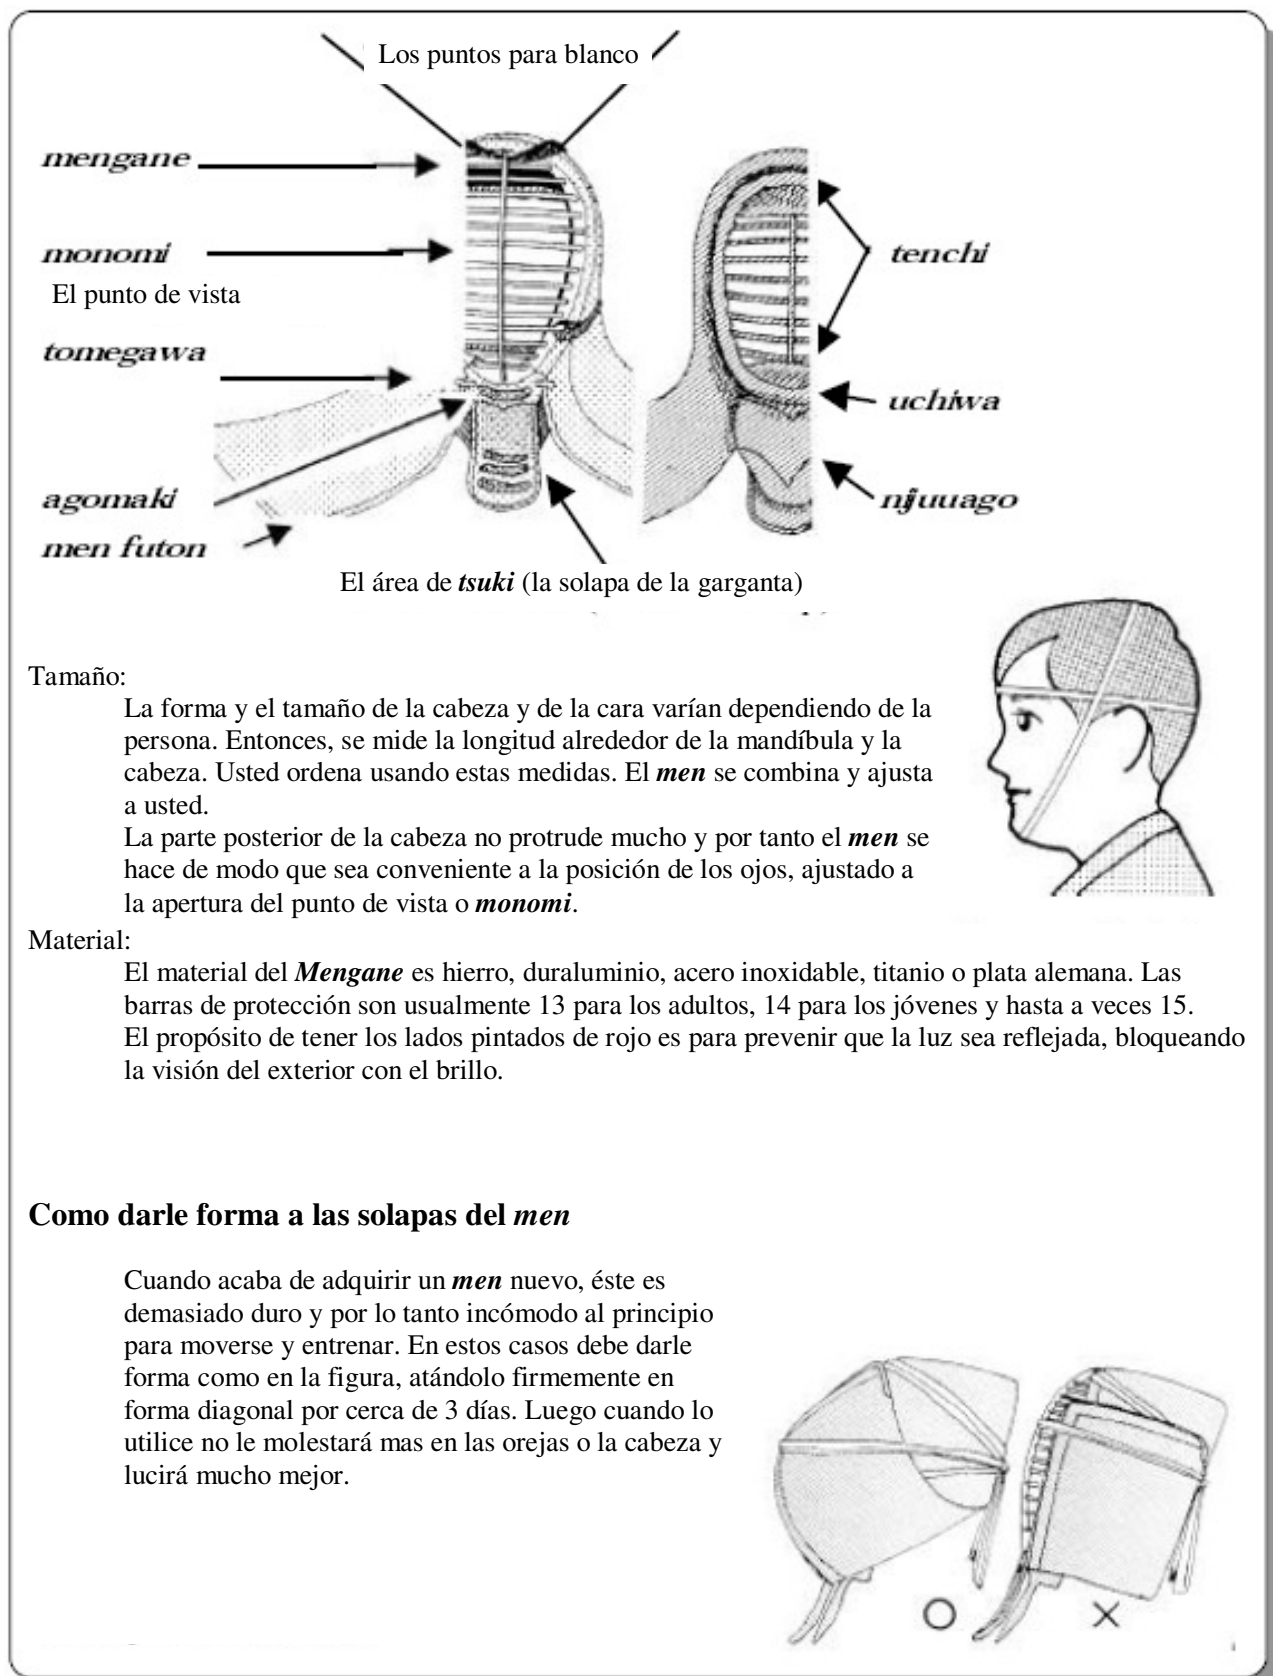 Los puntos para blanco
mengane
monomi
El punto de vista
tenchi
tomegawa
uchiwa
agomaki
nijuuago
men futon
El área de tsuki (la solapa de la garganta)
Tamaño:
La forma y el tamaño de la cabeza y de la cara varían dependiendo de la
persona. Entonces, se mide la longitud alrededor de la mandíbula y la
cabeza. Usted ordena usando estas medidas. El men se combina y ajusta
a usted.
La parte posterior de la cabeza no protrude mucho y por tanto el men se
hace de modo que sea conveniente a la posición de los ojos, ajustado a
la apertura del punto de vista o monomi.
Material:
El material del Mengane es hierro, duraluminio, acero inoxidable, titanio o plata alemana. Las
barras de protección son usualmente 13 para los adultos, 14 para los jóvenes y hasta a veces 15.
El propósito de tener los lados pintados de rojo es para prevenir que la luz sea reflejada, bloqueando
la visión del exterior con el brillo.
Como darle forma a las solapas del men
Cuando acaba de adquirir un men nuevo, éste es
demasiado duro y por lo tanto incómodo al principio
para moverse y entrenar. En estos casos debe darle
forma como en la figura, atándolo firmemente en
forma diagonal por cerca de 3 días. Luego cuando lo
utilice no le molestará mas en las orejas o la cabeza y
lucirá mucho mejor.